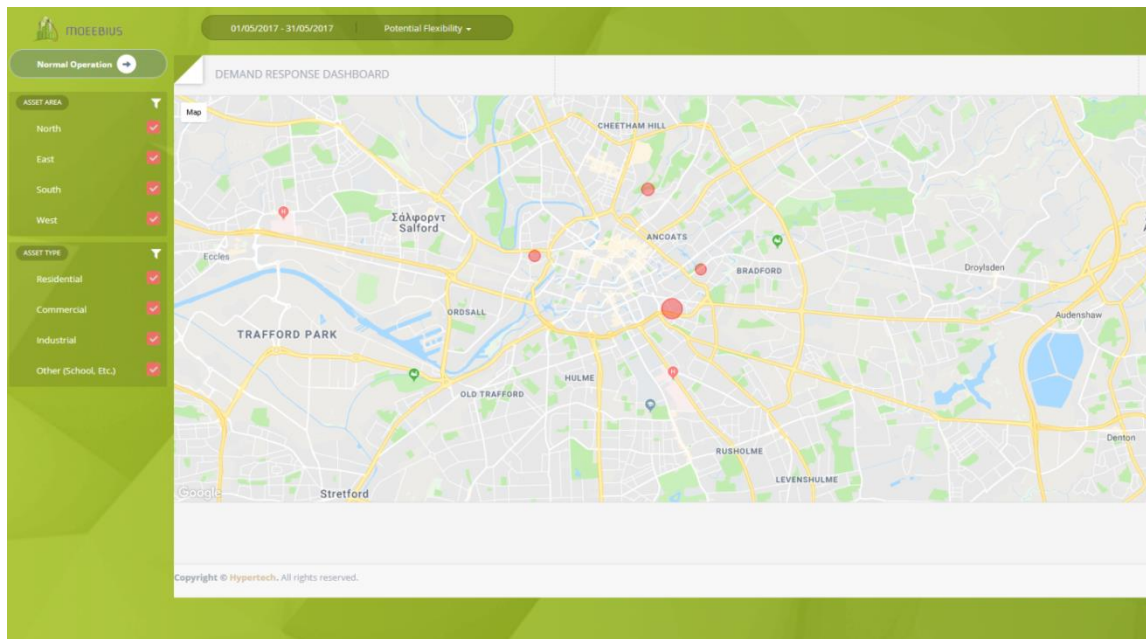 MOEEBIUS
01/05/2017 - 31/05/2017
Potential Flexibility
Normal Operation
DEMAND RESPONSE DASHBOARD
ASSET AREA
North
East
South
West
ASSET TYPE
Residential
Commercial
Industrial
Other (School, Etc.)
Map
CHEETHAM HILL
Σάλφορντ
Salford
ANCOATS
Eccles
BRADFORD
Droylsden
ORDSALL
Audenshaw
TRAFFORD PARK
H
H
HULME
OLD TRAFFORD
Denton
RUSHOLME
LEVENSHULME
Google
Stretford
Copyright © Hypertech. All rights reserved.